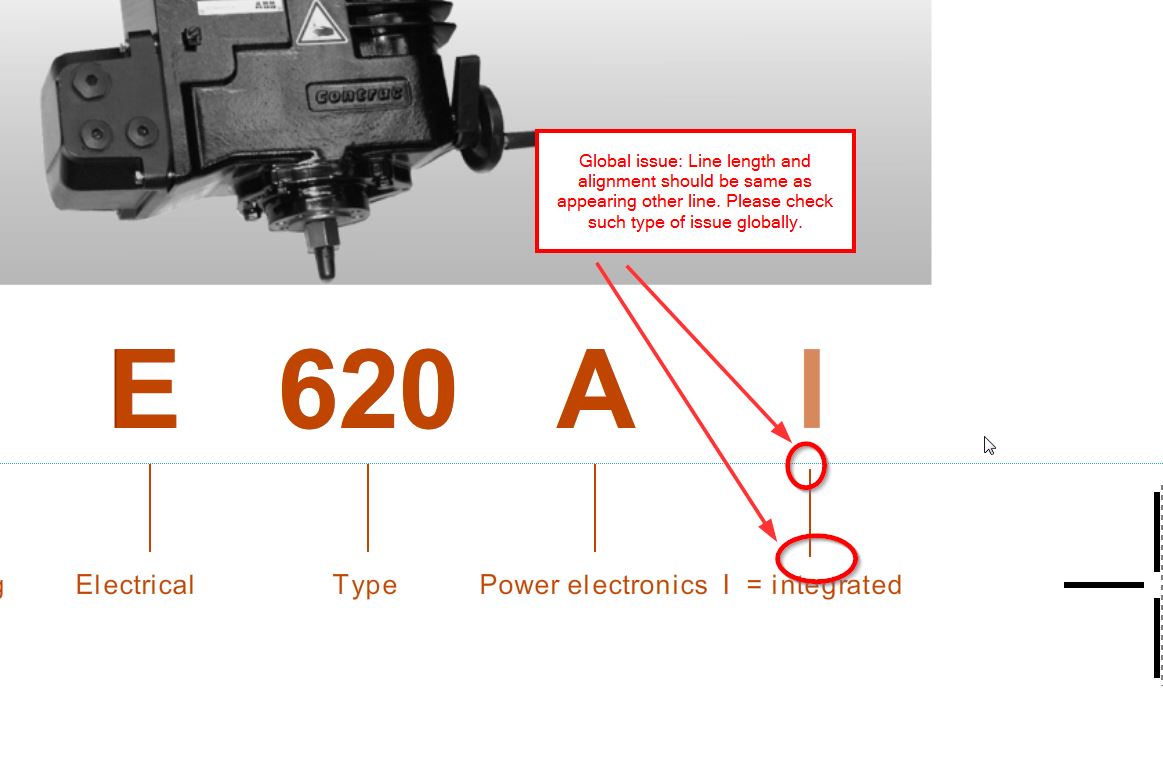 ABB
contrac
Global issue: Line length and
alignment should be same as
appearing other line. Please check
such type of issue globally.
E 620 A I
g Electrical Type Power electronics I = integrated